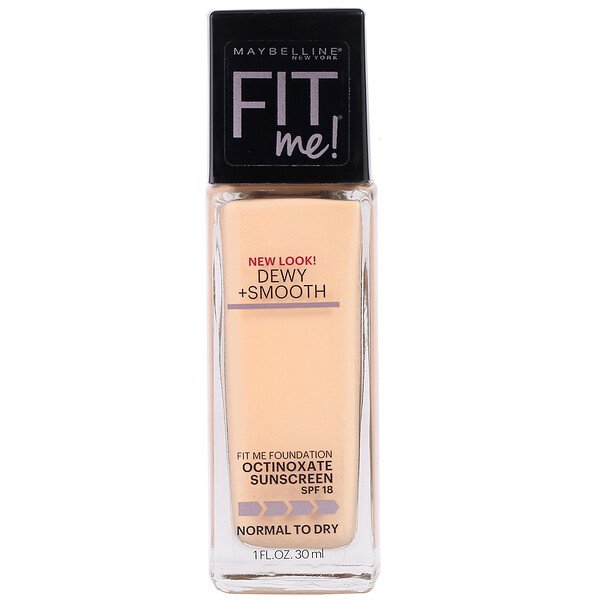 MAYBELLINE®
NEW YORK
FIT
me!®
NEW LOOK!
DEWY
+SMOOTH
FIT ME FOUNDATION
OCTINOXATE
SUNSCREEN
SPF 18
NORMAL TO DRY
1 FL.OZ. 30 ml